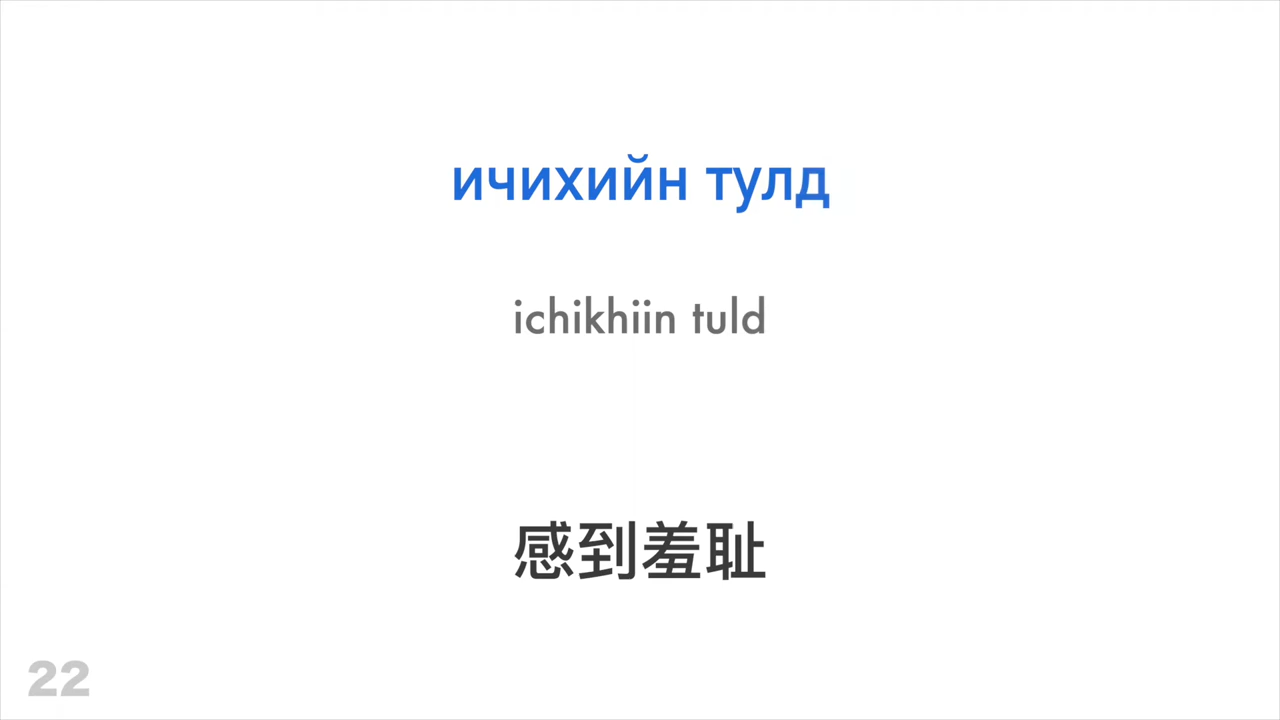 ичихийн тулд
ichikhiin tuld
感到羞耻
22